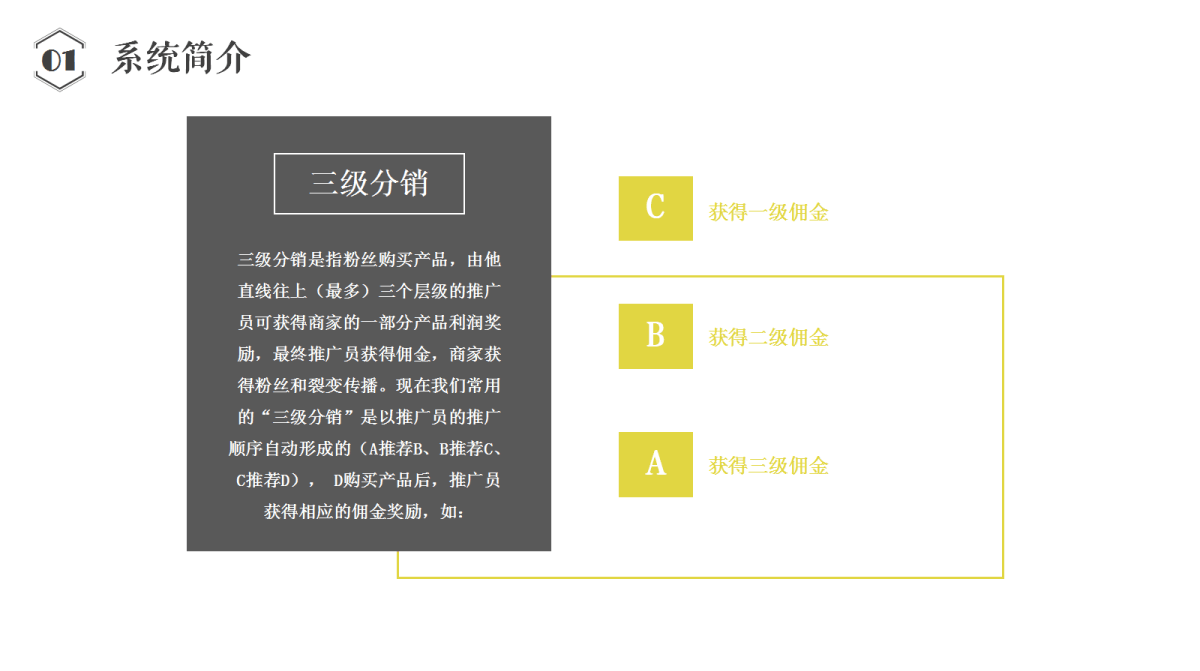 01 系统简介
三级分销
三级分销是指粉丝购买产品，由他
直线往上（最多）三个层级的推广
员可获得商家的一部分产品利润奖
励，最终推广员获得佣金，商家获
得粉丝和裂变传播。现在我们常用
的“三级分销”是以推广员的推广
顺序自动形成的（A推荐B、B推荐C、
C推荐D）， D购买产品后，推广员
获得相应的佣金奖励，如：
C 获得一级佣金
B 获得二级佣金
A 获得三级佣金